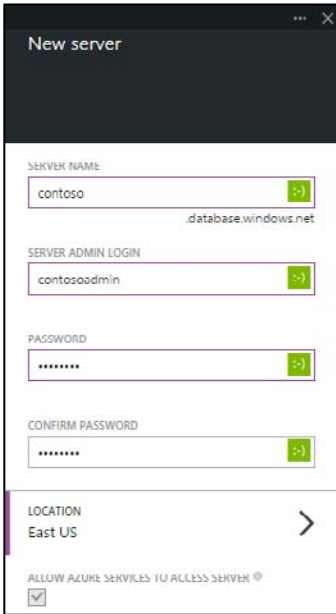 ...
New server
SERVER NAME
contoso
:-)
.database.windows.net
SERVER ADMIN LOGIN
contosoadmin
:-)
PASSWORD
••••••••
:-)
CONFIRM PASSWORD
••••••••
:-)
LOCATION
East US
ALLOW AZURE SERVICES TO ACCESS SERVER